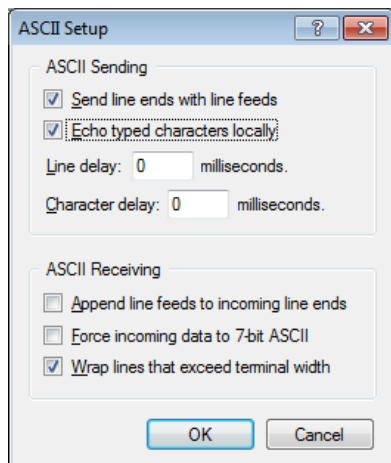 ASCII Setup
ASCII Sending
Send line ends with line feeds
Echo typed characters locally
Line delay: 0 milliseconds.
Character delay: 0 milliseconds.
ASCII Receiving
Append line feeds to incoming line ends
Force incoming data to 7-bit ASCII
Wrap lines that exceed terminal width
OK Cancel